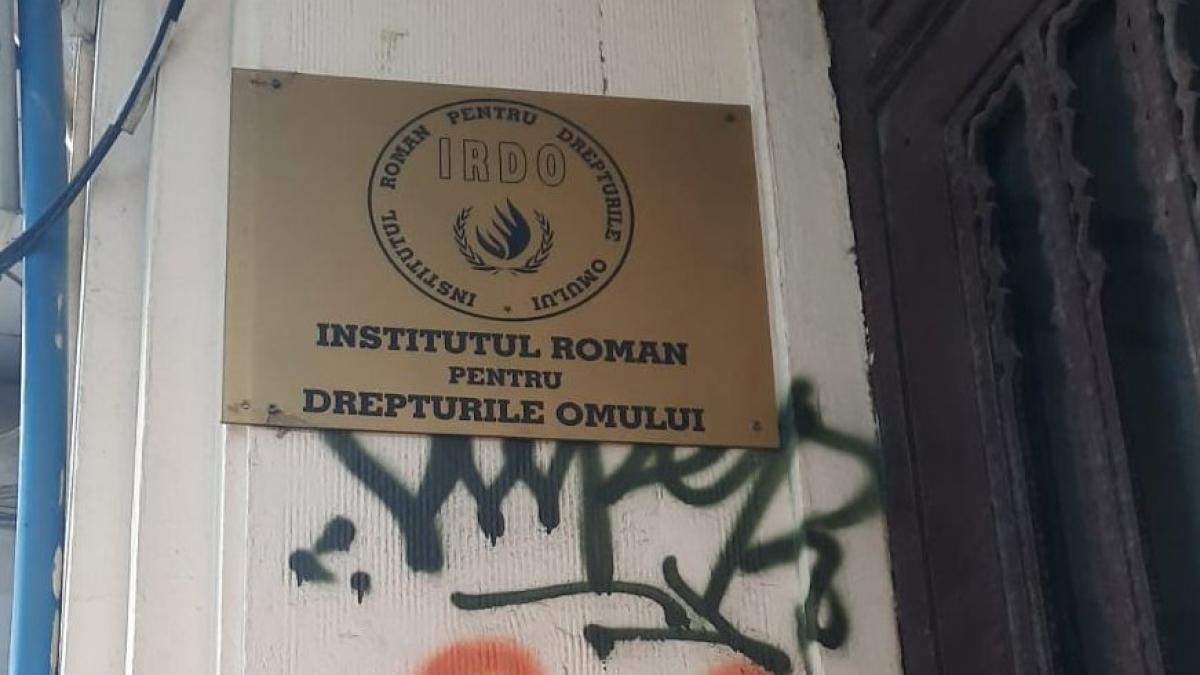 INSTITUTUL ROMAN PENTRU DREPTURILE OMULUI *
IRDO
INSTITUTUL ROMAN
PENTRU
DREPTURILE OMULUI